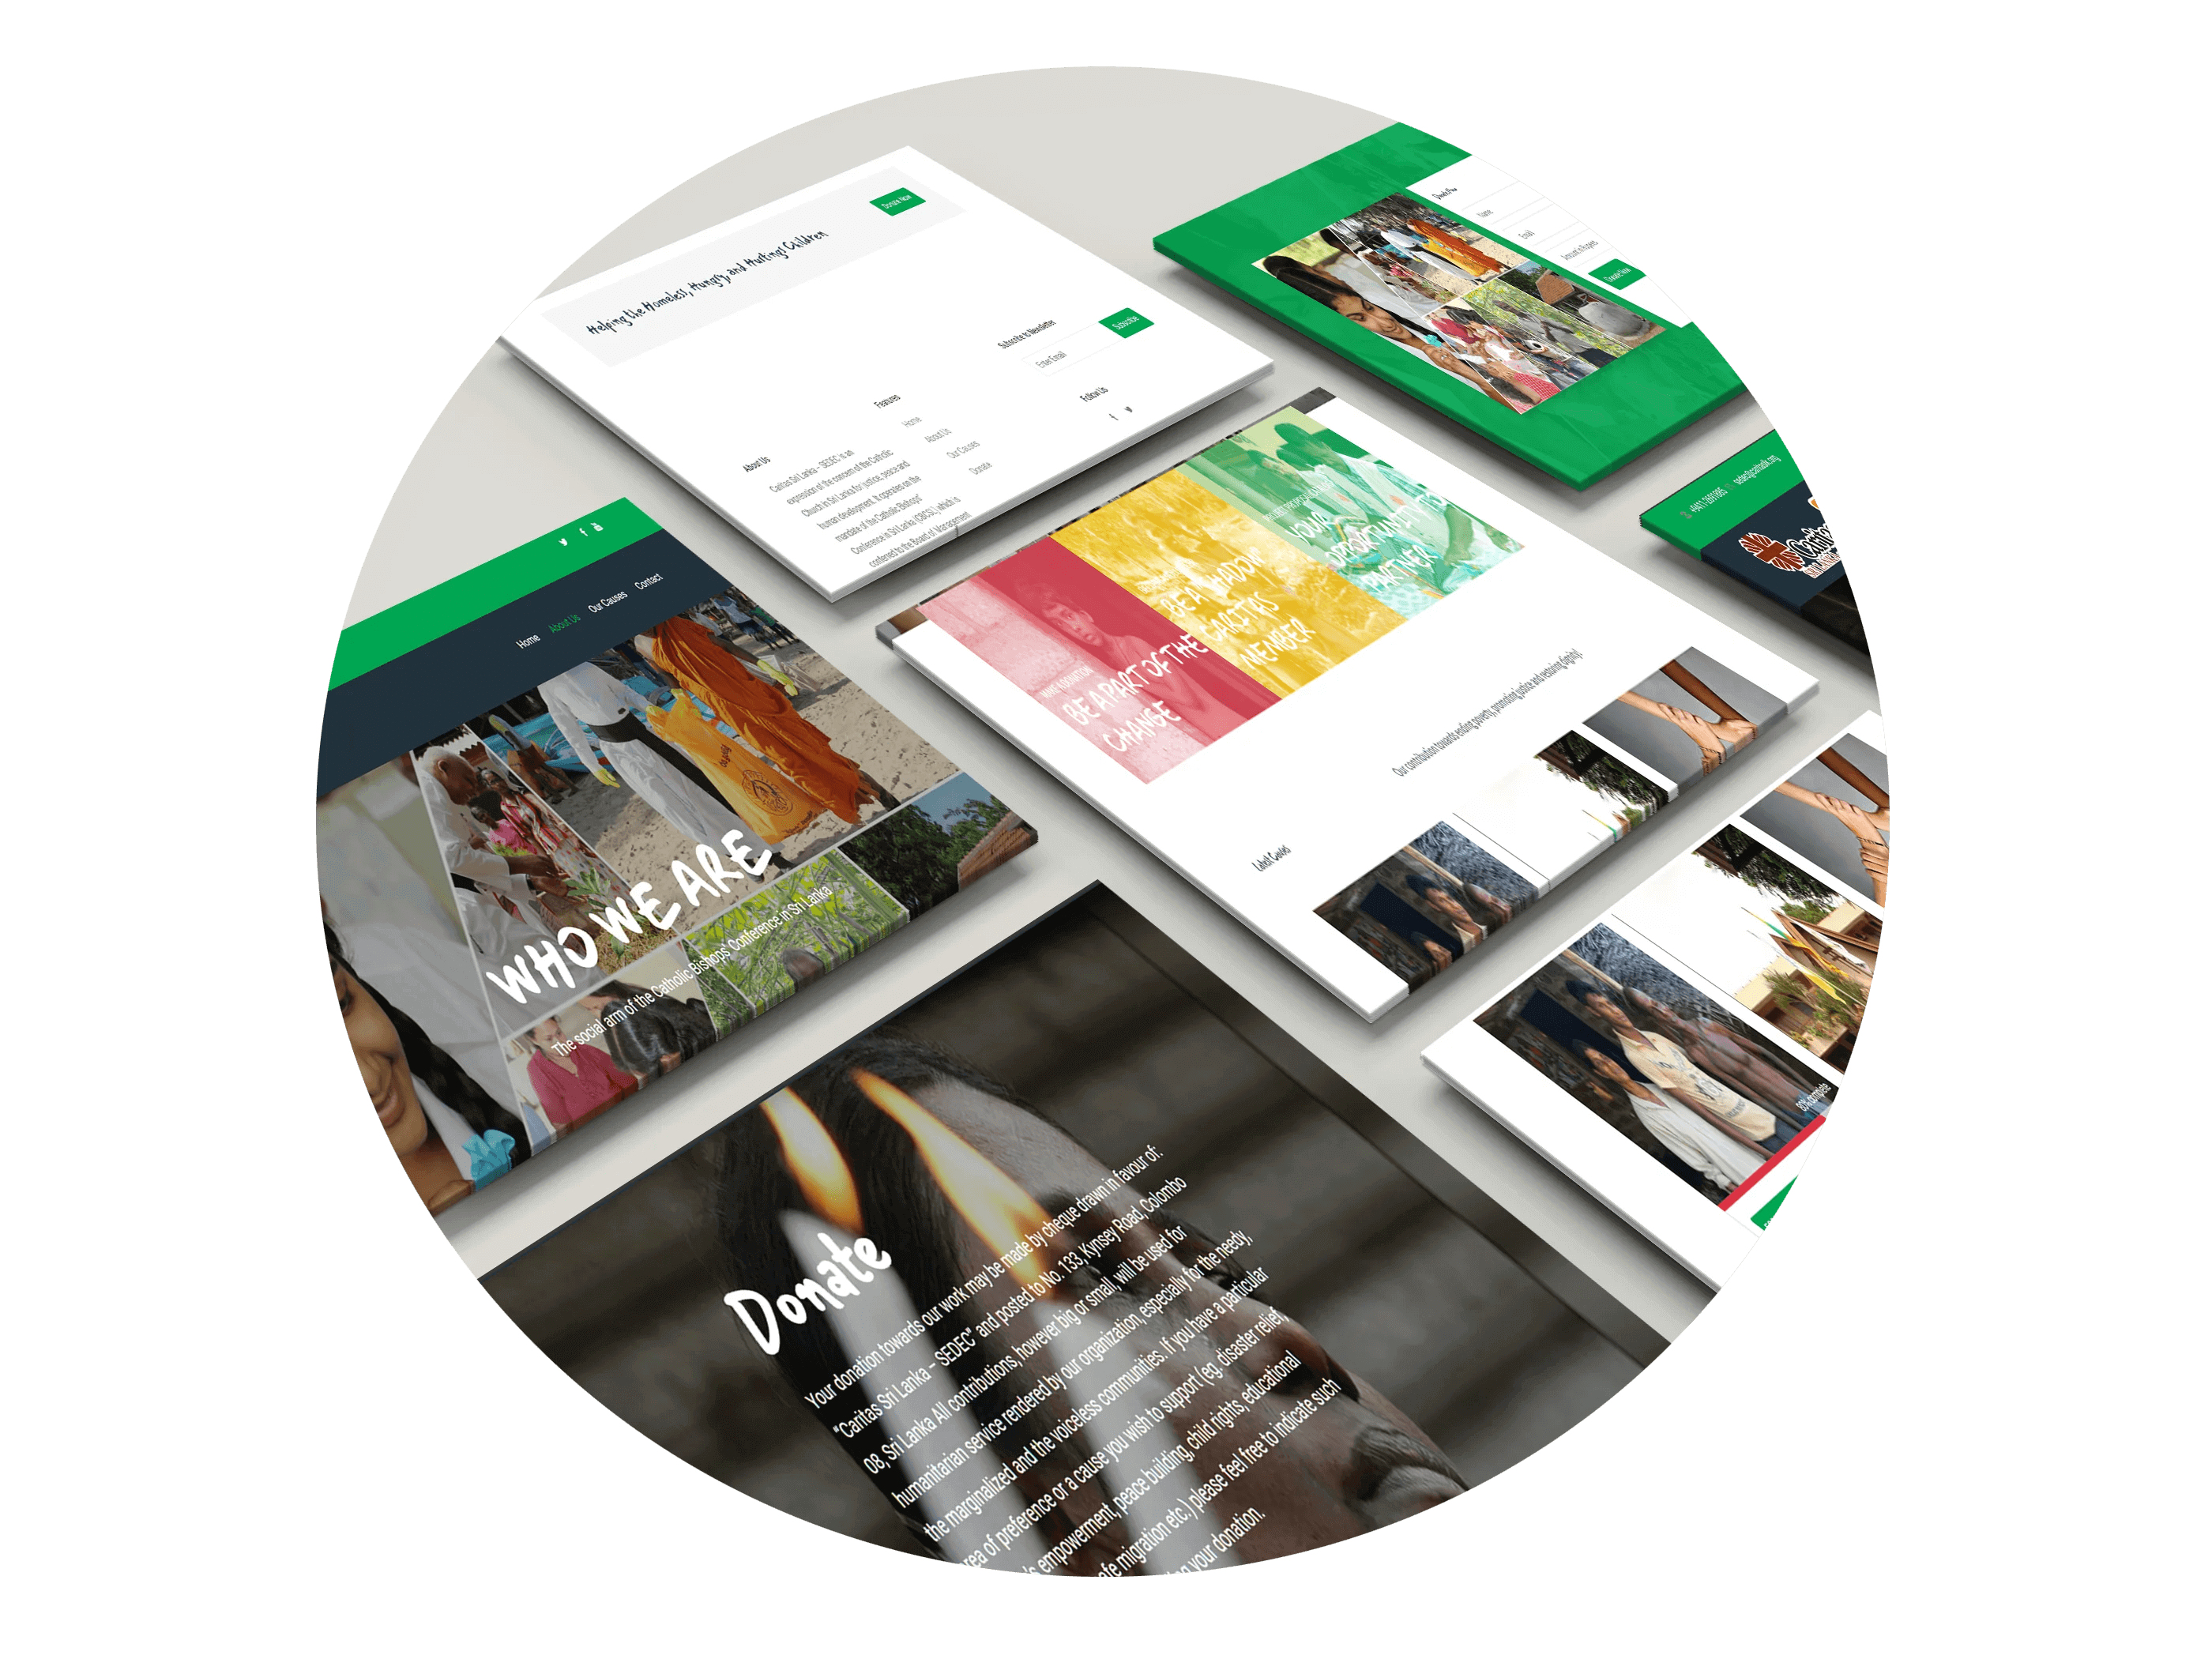 Donate Now
Helping the Homeless, Hungry, and Hurtings Children
Subscribe to Newsletter
Enter Email
Subscribe
Follow Us
Features
Home
About Us
Our Causes
Donate
About Us
Caritas Sri Lanka – SEDEC is an
expression of the concern of the Catholic
Church in Sri Lanka for justice, peace and
human development. It operates on the
mandate of the Catholic Bishops'
Conference in Sri Lanka (CBCSL) which is
conferred to the Board of Management
Donate Now
Name
Email
Amount in Rupees
Donate Now
+9411-2691885
sedec@caritaslk.org
MAKE A DONATION
BE A PART OF THE
CHANGE
BE A SHADOW
CARITAS
MEMBER
YOUR
OPPORTUNITY TO
PARTNER
Our contribution towards ending poverty, promoting justice and restoring dignity!
Latest Causes
Home
About Us
Our Causes
Contact
WHO WE ARE
The social arm of the Catholic Bishops' Conference in Sri Lanka
Donate
Your donation towards our work may be made by cheque drawn in favour of:
"Caritas Sri Lanka – SEDEC" and posted to No. 133, Kynsey Road, Colombo
08, Sri Lanka All contributions, however big or small, will be used for
humanitarian service rendered by our organization, especially for the needy,
the marginalized and the voiceless communities. If you have a particular
area of preference or a cause you wish to support (eg. disaster relief,
empowerment, peace building, child rights, educational
migration etc.) please feel free to indicate such
your donation.